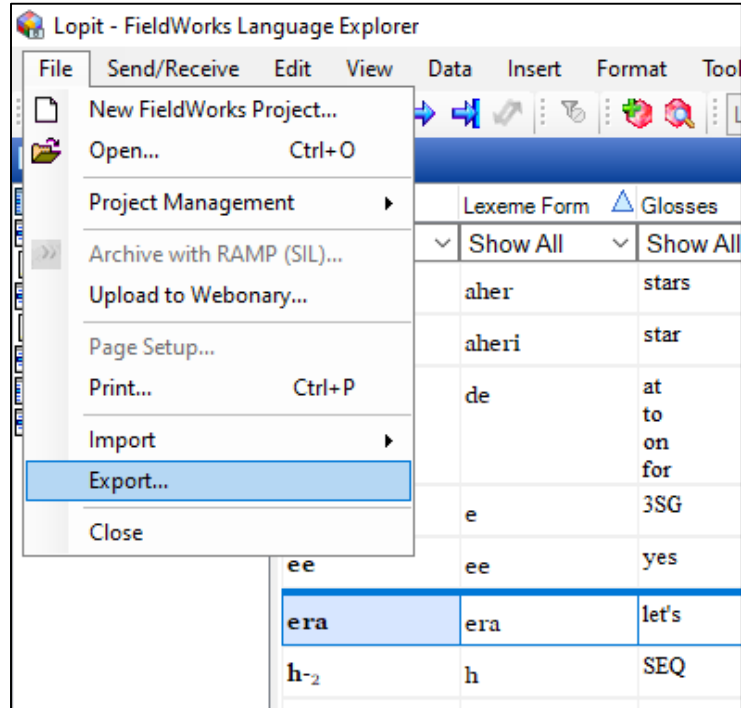 Lopit - FieldWorks Language Explorer
File Send/Receive Edit View Data Insert Format
New FieldWorks Project...
Open... Ctrl+O
Project Management
Archive with RAMP (SIL)...
Upload to Webonary...
Page Setup...
Print... Ctrl+P
Import
Export...
Close
Lexeme Form Glosses
Show All Show All
aher stars
aheri star
de at
to
on
for
e 3SG
ee ee yes
era era let's
h-₂ h SEQ